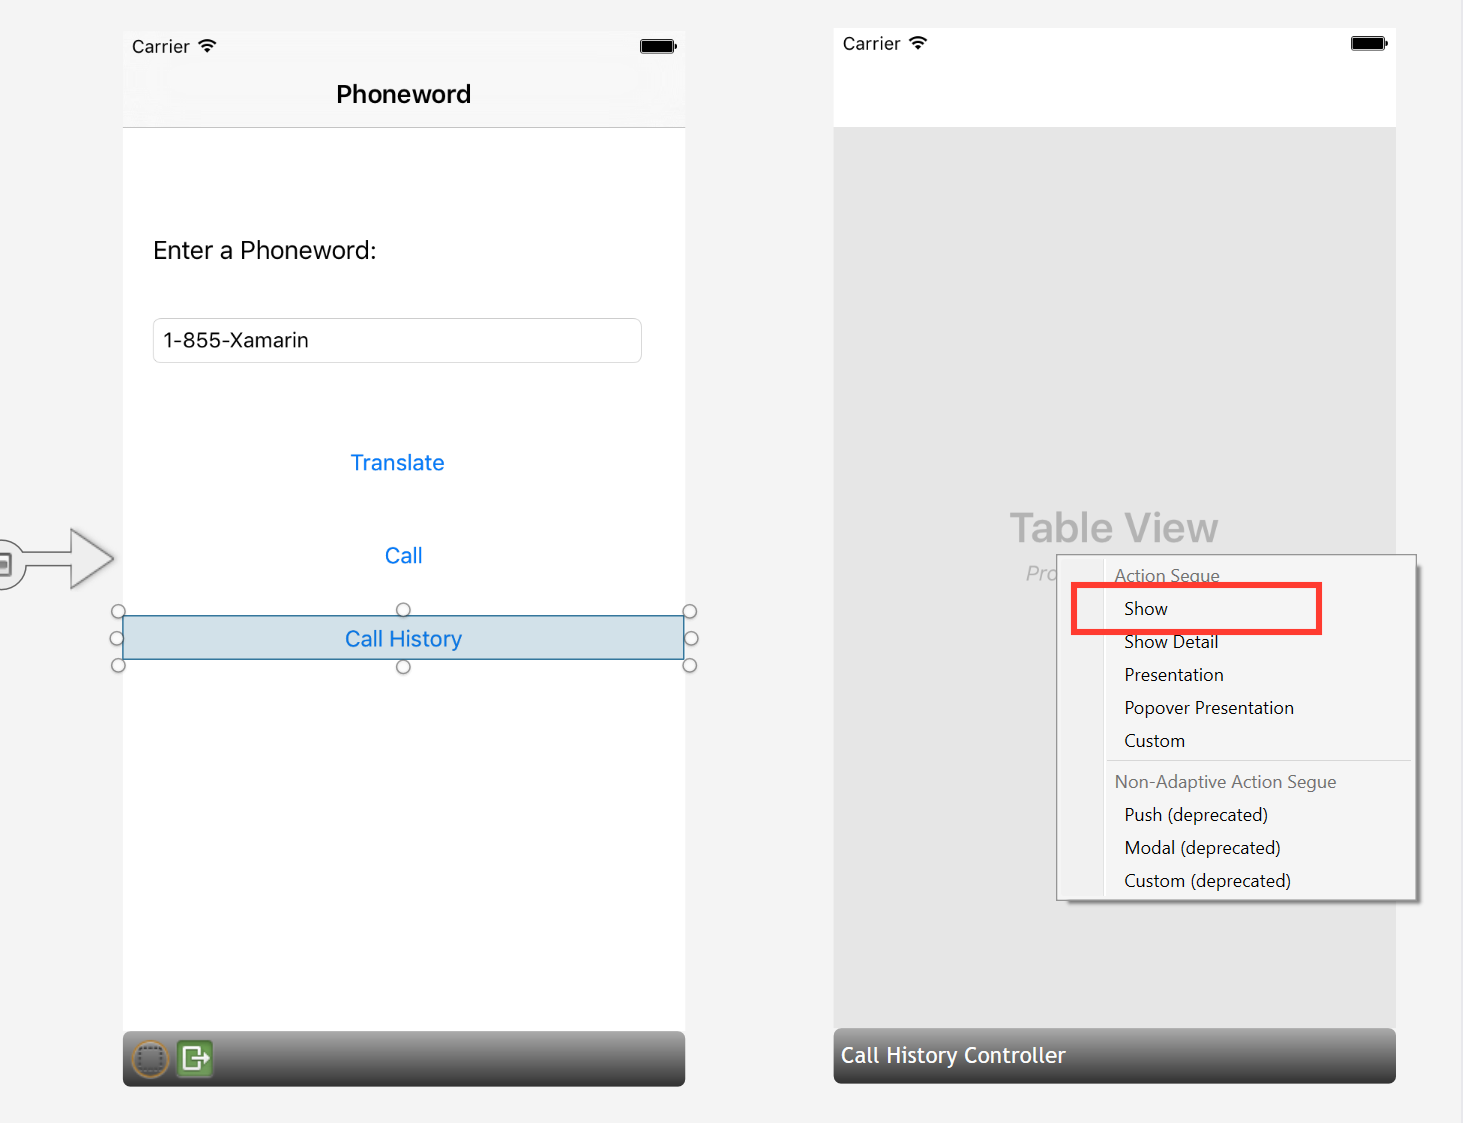 Carrier
Phoneword
Enter a Phoneword:
1-855-Xamarin
Translate
Call
Call History
Carrier
Table View
Action Segue
Show
Show Detail
Presentation
Popover Presentation
Custom
Non-Adaptive Action Segue
Push (deprecated)
Modal (deprecated)
Custom (deprecated)
Call History Controller